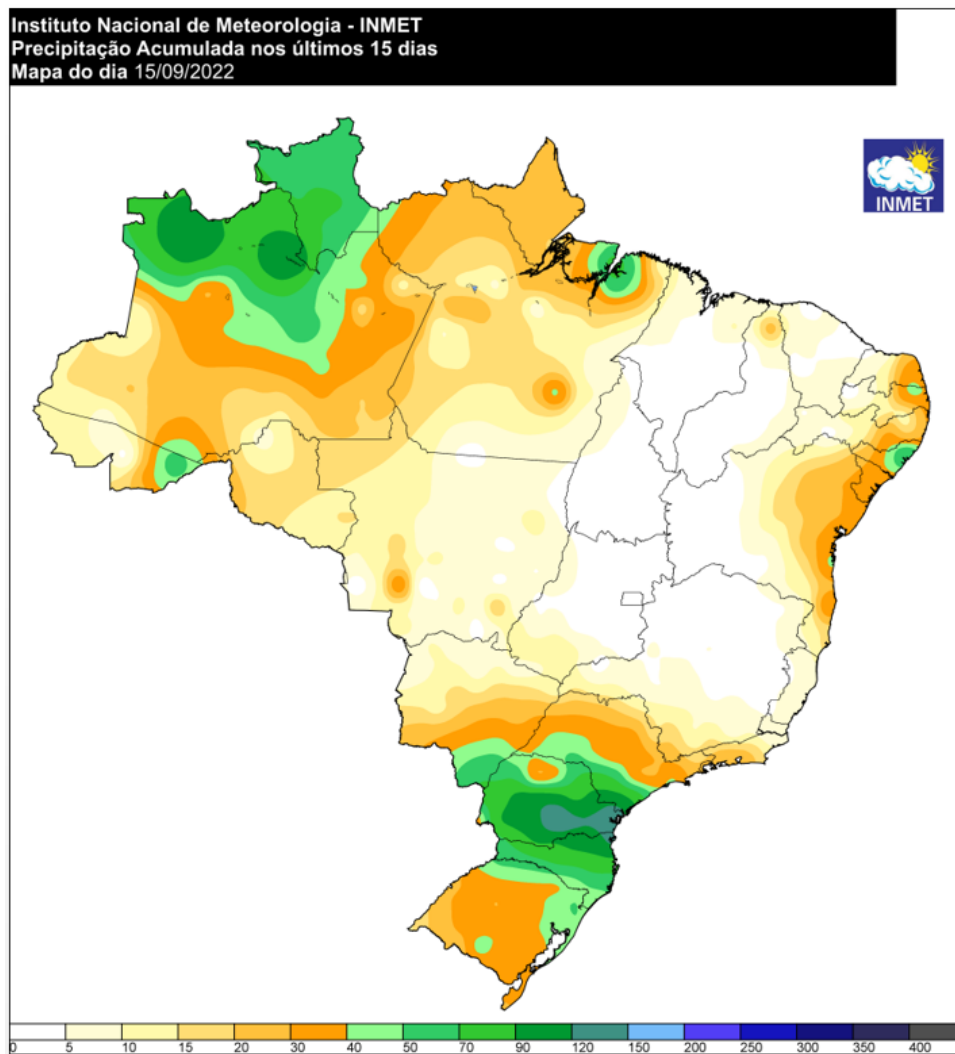 Instituto Nacional de Meteorologia - INMET
Precipitação Acumulada nos últimos 15 dias
Mapa do dia 15/09/2022
INMET
0 5 10 15 20 30 40 50 70 90 120 150 200 250 300 350 400